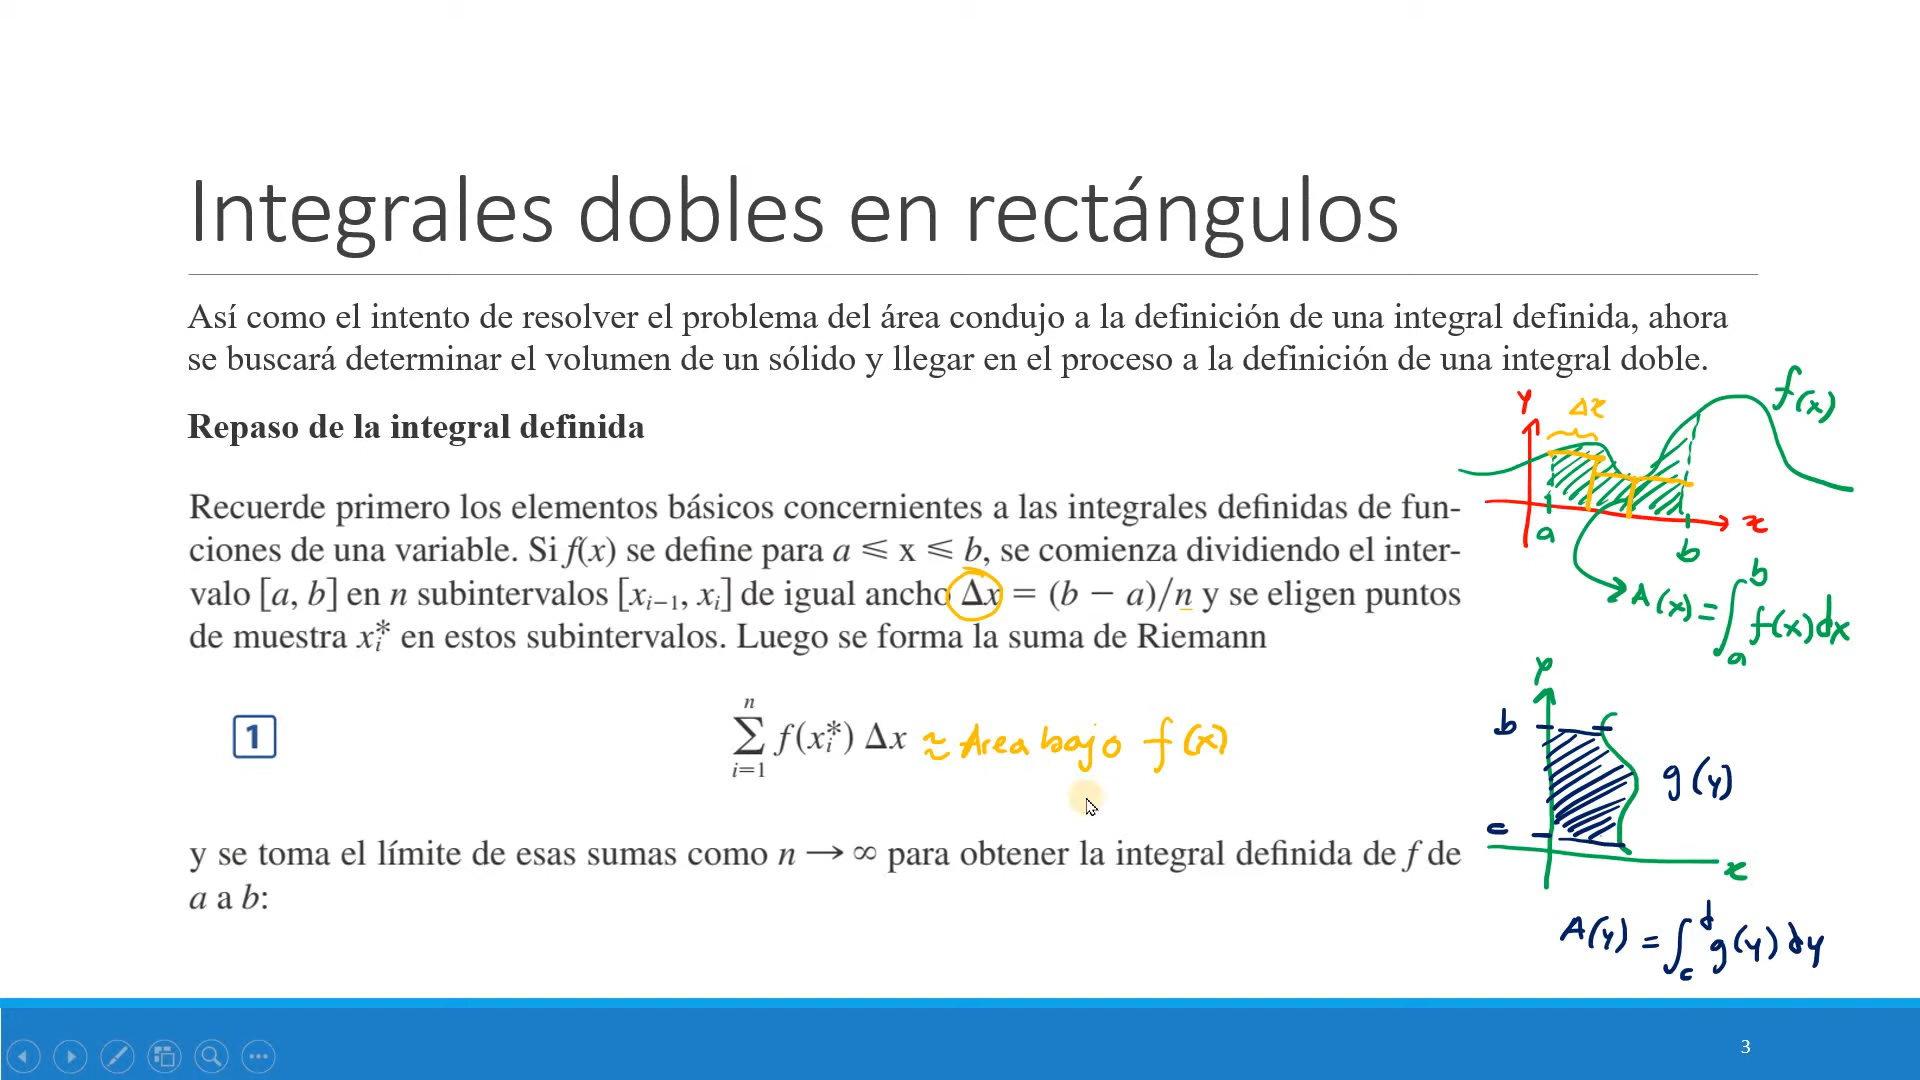 Integrales dobles en rectángulos
Así como el intento de resolver el problema del área condujo a la definición de una integral definida, ahora
se buscará determinar el volumen de un sólido y llegar en el proceso a la definición de una integral doble.
Repaso de la integral definida
Recuerde primero los elementos básicos concernientes a las integrales definidas de fun-
ciones de una variable. Si f(x) se define para a ⩽ x ⩽ b, se comienza dividiendo el inter-
valo [a, b] en n subintervalos [xᵢ₋₁, xᵢ] de igual ancho Δx = (b − a)/n y se eligen puntos
de muestra xᵢ* en estos subintervalos. Luego se forma la suma de Riemann
1
n
∑ f(xᵢ*) Δx ≈ Area bajo f(x)
i=1
y se toma el límite de esas sumas como n → ∞ para obtener la integral definida de f de
a a b:
f(x)
Y
Δx
x
a
b
A(x) = ∫ₐᵇ f(x)dx
Y
b
g(y)
c
x
A(y) = ∫_c^d g(y)dy
3